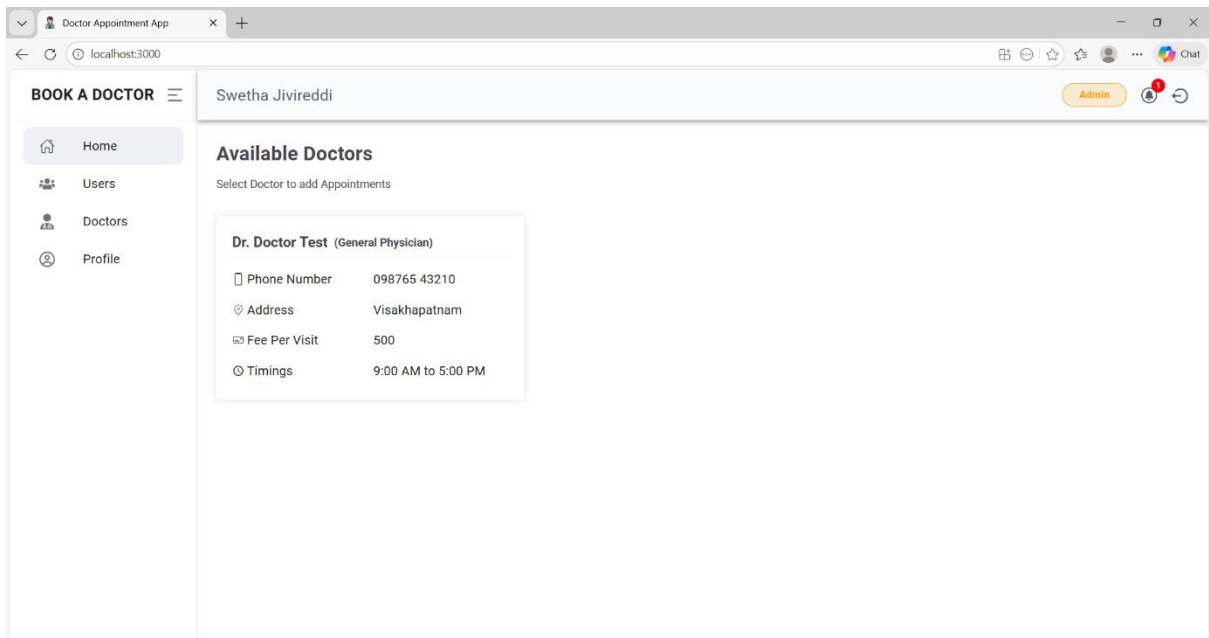 Doctor Appointment App
localhost:3000
Chat
BOOK A DOCTOR
Swetha Jivireddi
Admin
1
Home
Users
Doctors
Profile
Available Doctors
Select Doctor to add Appointments
Dr. Doctor Test (General Physician)
Phone Number 098765 43210
Address Visakhapatnam
Fee Per Visit 500
Timings 9:00 AM to 5:00 PM